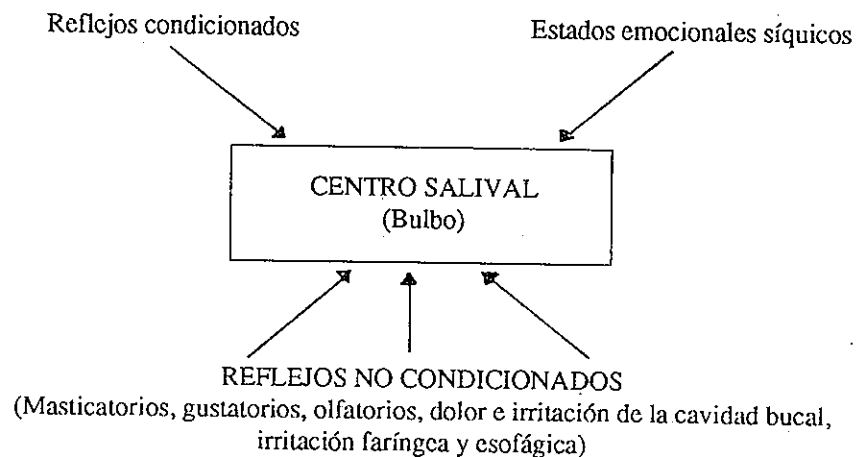 Reflejos condicionados
Estados emocionales síquicos
CENTRO SALIVAL
(Bulbo)
REFLEJOS NO CONDICIONADOS
(Masticatorios, gustatorios, olfatorios, dolor e irritación de la cavidad bucal,
irritación faríngea y esofágica)